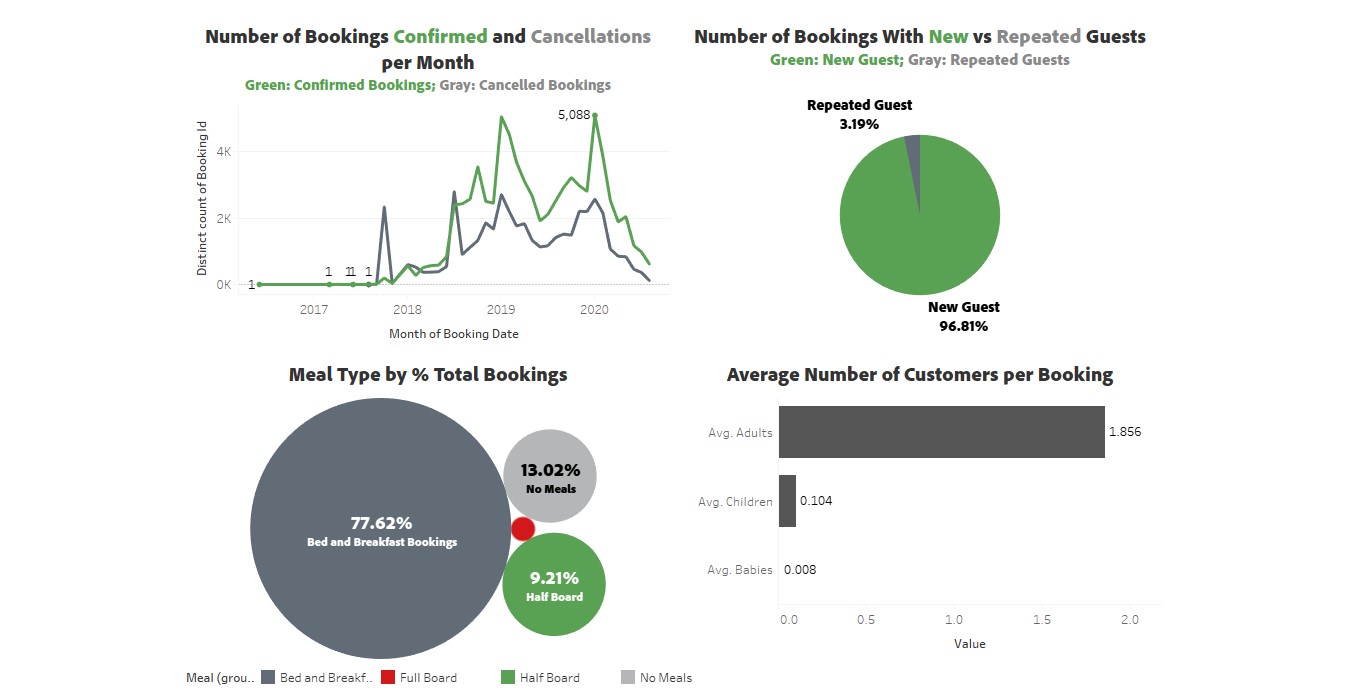 Number of Bookings Confirmed and Cancellations
per Month
Green: Confirmed Bookings; Gray: Cancelled Bookings
Distinct count of Booking Id
4K
2K
0K
5,088
1
1
11
1
2017
2018
2019
2020
Month of Booking Date
Number of Bookings With New vs Repeated Guests
Green: New Guest; Gray: Repeated Guests
Repeated Guest
3.19%
New Guest
96.81%
Meal Type by % Total Bookings
77.62%
Bed and Breakfast Bookings
13.02%
No Meals
9.21%
Half Board
Meal (grou..
Bed and Breakf..
Full Board
Half Board
No Meals
Average Number of Customers per Booking
Avg. Adults
1.856
Avg. Children
0.104
Avg. Babies
0.008
0.0
0.5
1.0
1.5
2.0
Value